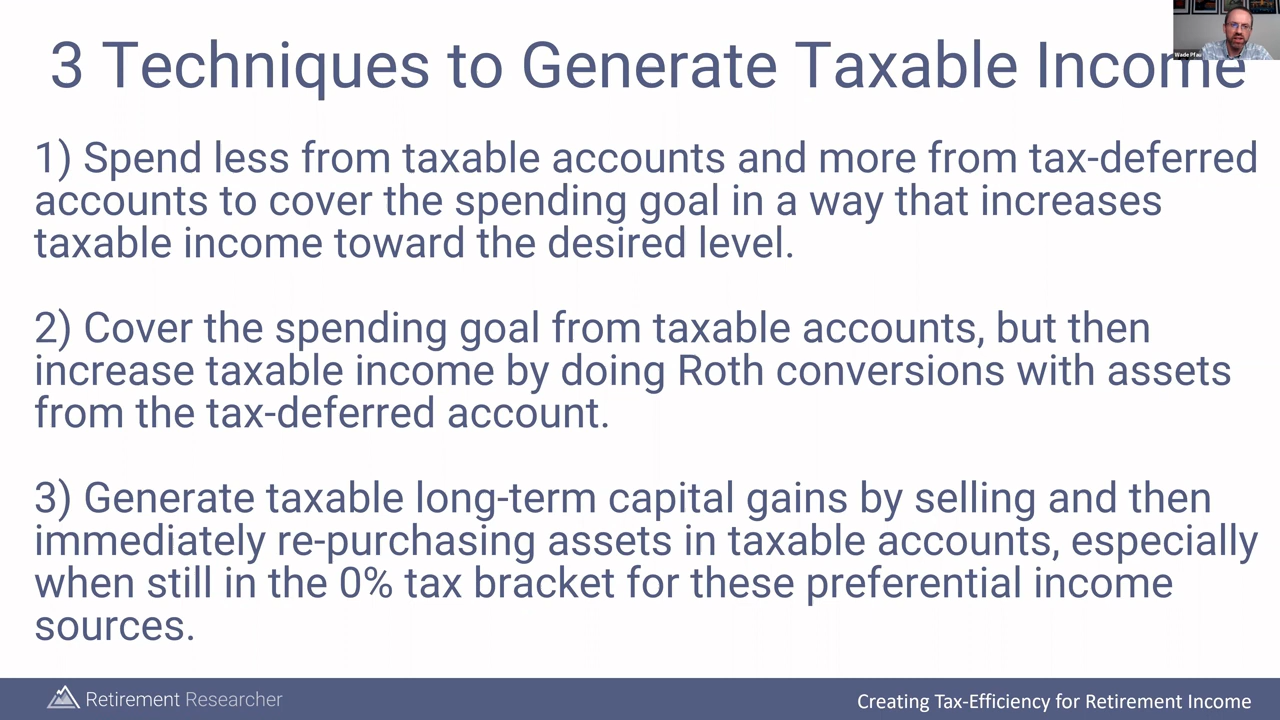 3 Techniques to Generate Taxable Income
Wade Pfau
1) Spend less from taxable accounts and more from tax-deferred
accounts to cover the spending goal in a way that increases
taxable income toward the desired level.
2) Cover the spending goal from taxable accounts, but then
increase taxable income by doing Roth conversions with assets
from the tax-deferred account.
3) Generate taxable long-term capital gains by selling and then
immediately re-purchasing assets in taxable accounts, especially
when still in the 0% tax bracket for these preferential income
sources.
Retirement Researcher
Creating Tax-Efficiency for Retirement Income